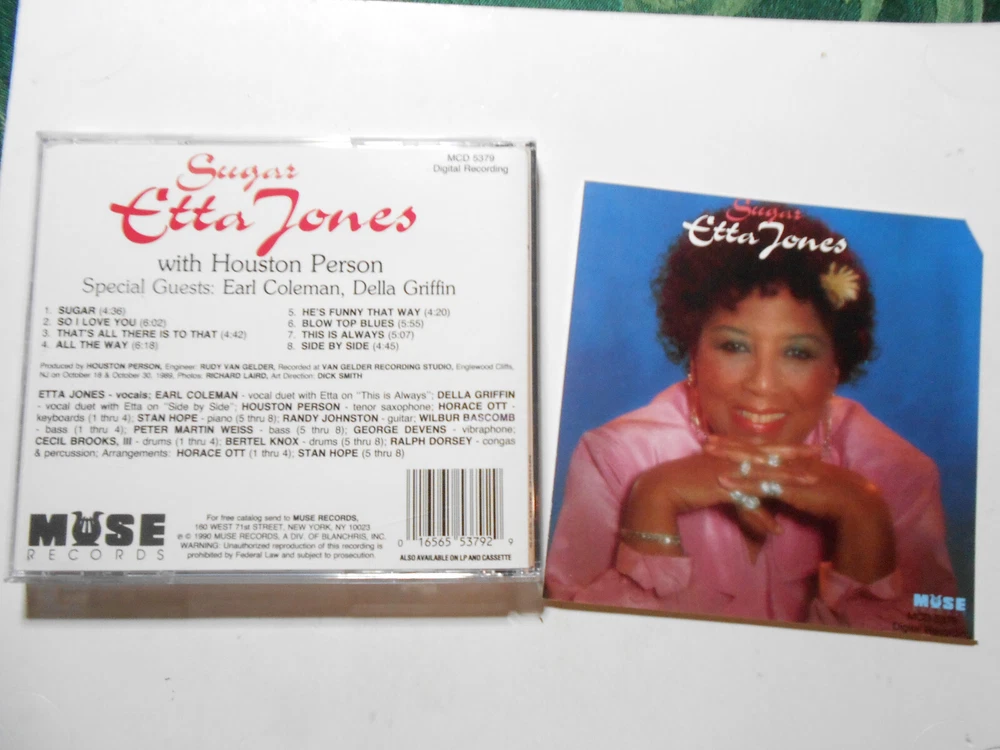 Sugar
Etta Jones
with Houston Person
Special Guests: Earl Coleman, Della Griffin
MCD 5379
Digital Recording
1. SUGAR (4:36)
2. SO I LOVE YOU (6:02)
3. THAT'S ALL THERE IS TO THAT (4:42)
4. ALL THE WAY (6:18)
5. HE'S FUNNY THAT WAY (4:20)
6. BLOW TOP BLUES (5:55)
7. THIS IS ALWAYS (5:07)
8. SIDE BY SIDE (4:45)
Produced by HOUSTON PERSON, Engineer: RUDY VAN GELDER, Recorded at VAN GELDER RECORDING STUDIO, Englewood Cliffs,
NJ on October 18 & October 30, 1989, Photos: RICHARD LAIRD, Art Direction: DICK SMITH
ETTA JONES - vocals; EARL COLEMAN - vocal duet with Etta on "This is Always"; DELLA GRIFFIN
- vocal duet with Etta on "Side by Side"; HOUSTON PERSON - tenor saxophone; HORACE OTT -
keyboards (1 thru 4); STAN HOPE - piano (5 thru 8); RANDY JOHNSTON - guitar; WILBUR BASCOMB
- bass (1 thru 4); PETER MARTIN WEISS - bass (5 thru 8); GEORGE DEVENS - vibraphone;
CECIL BROOKS, III - drums (1 thru 4); BERTEL KNOX - drums (5 thru 8); RALPH DORSEY - congas
& percussion; Arrangements: HORACE OTT (1 thru 4); STAN HOPE (5 thru 8)
MUSE
RECORDS
For free catalog send to MUSE RECORDS,
160 WEST 71st STREET, NEW YORK, NY 10023
℗ © 1990 MUSE RECORDS, A DIV. OF BLANCHRIS, INC.
WARNING: Unauthorized reproduction of this recording is
prohibited by Federal Law and subject to prosecution.
0 16565 53792 9
ALSO AVAILABLE ON LP AND CASSETTE
Sugar
Etta Jones
MUSE
MCD 5379
Digital Recording